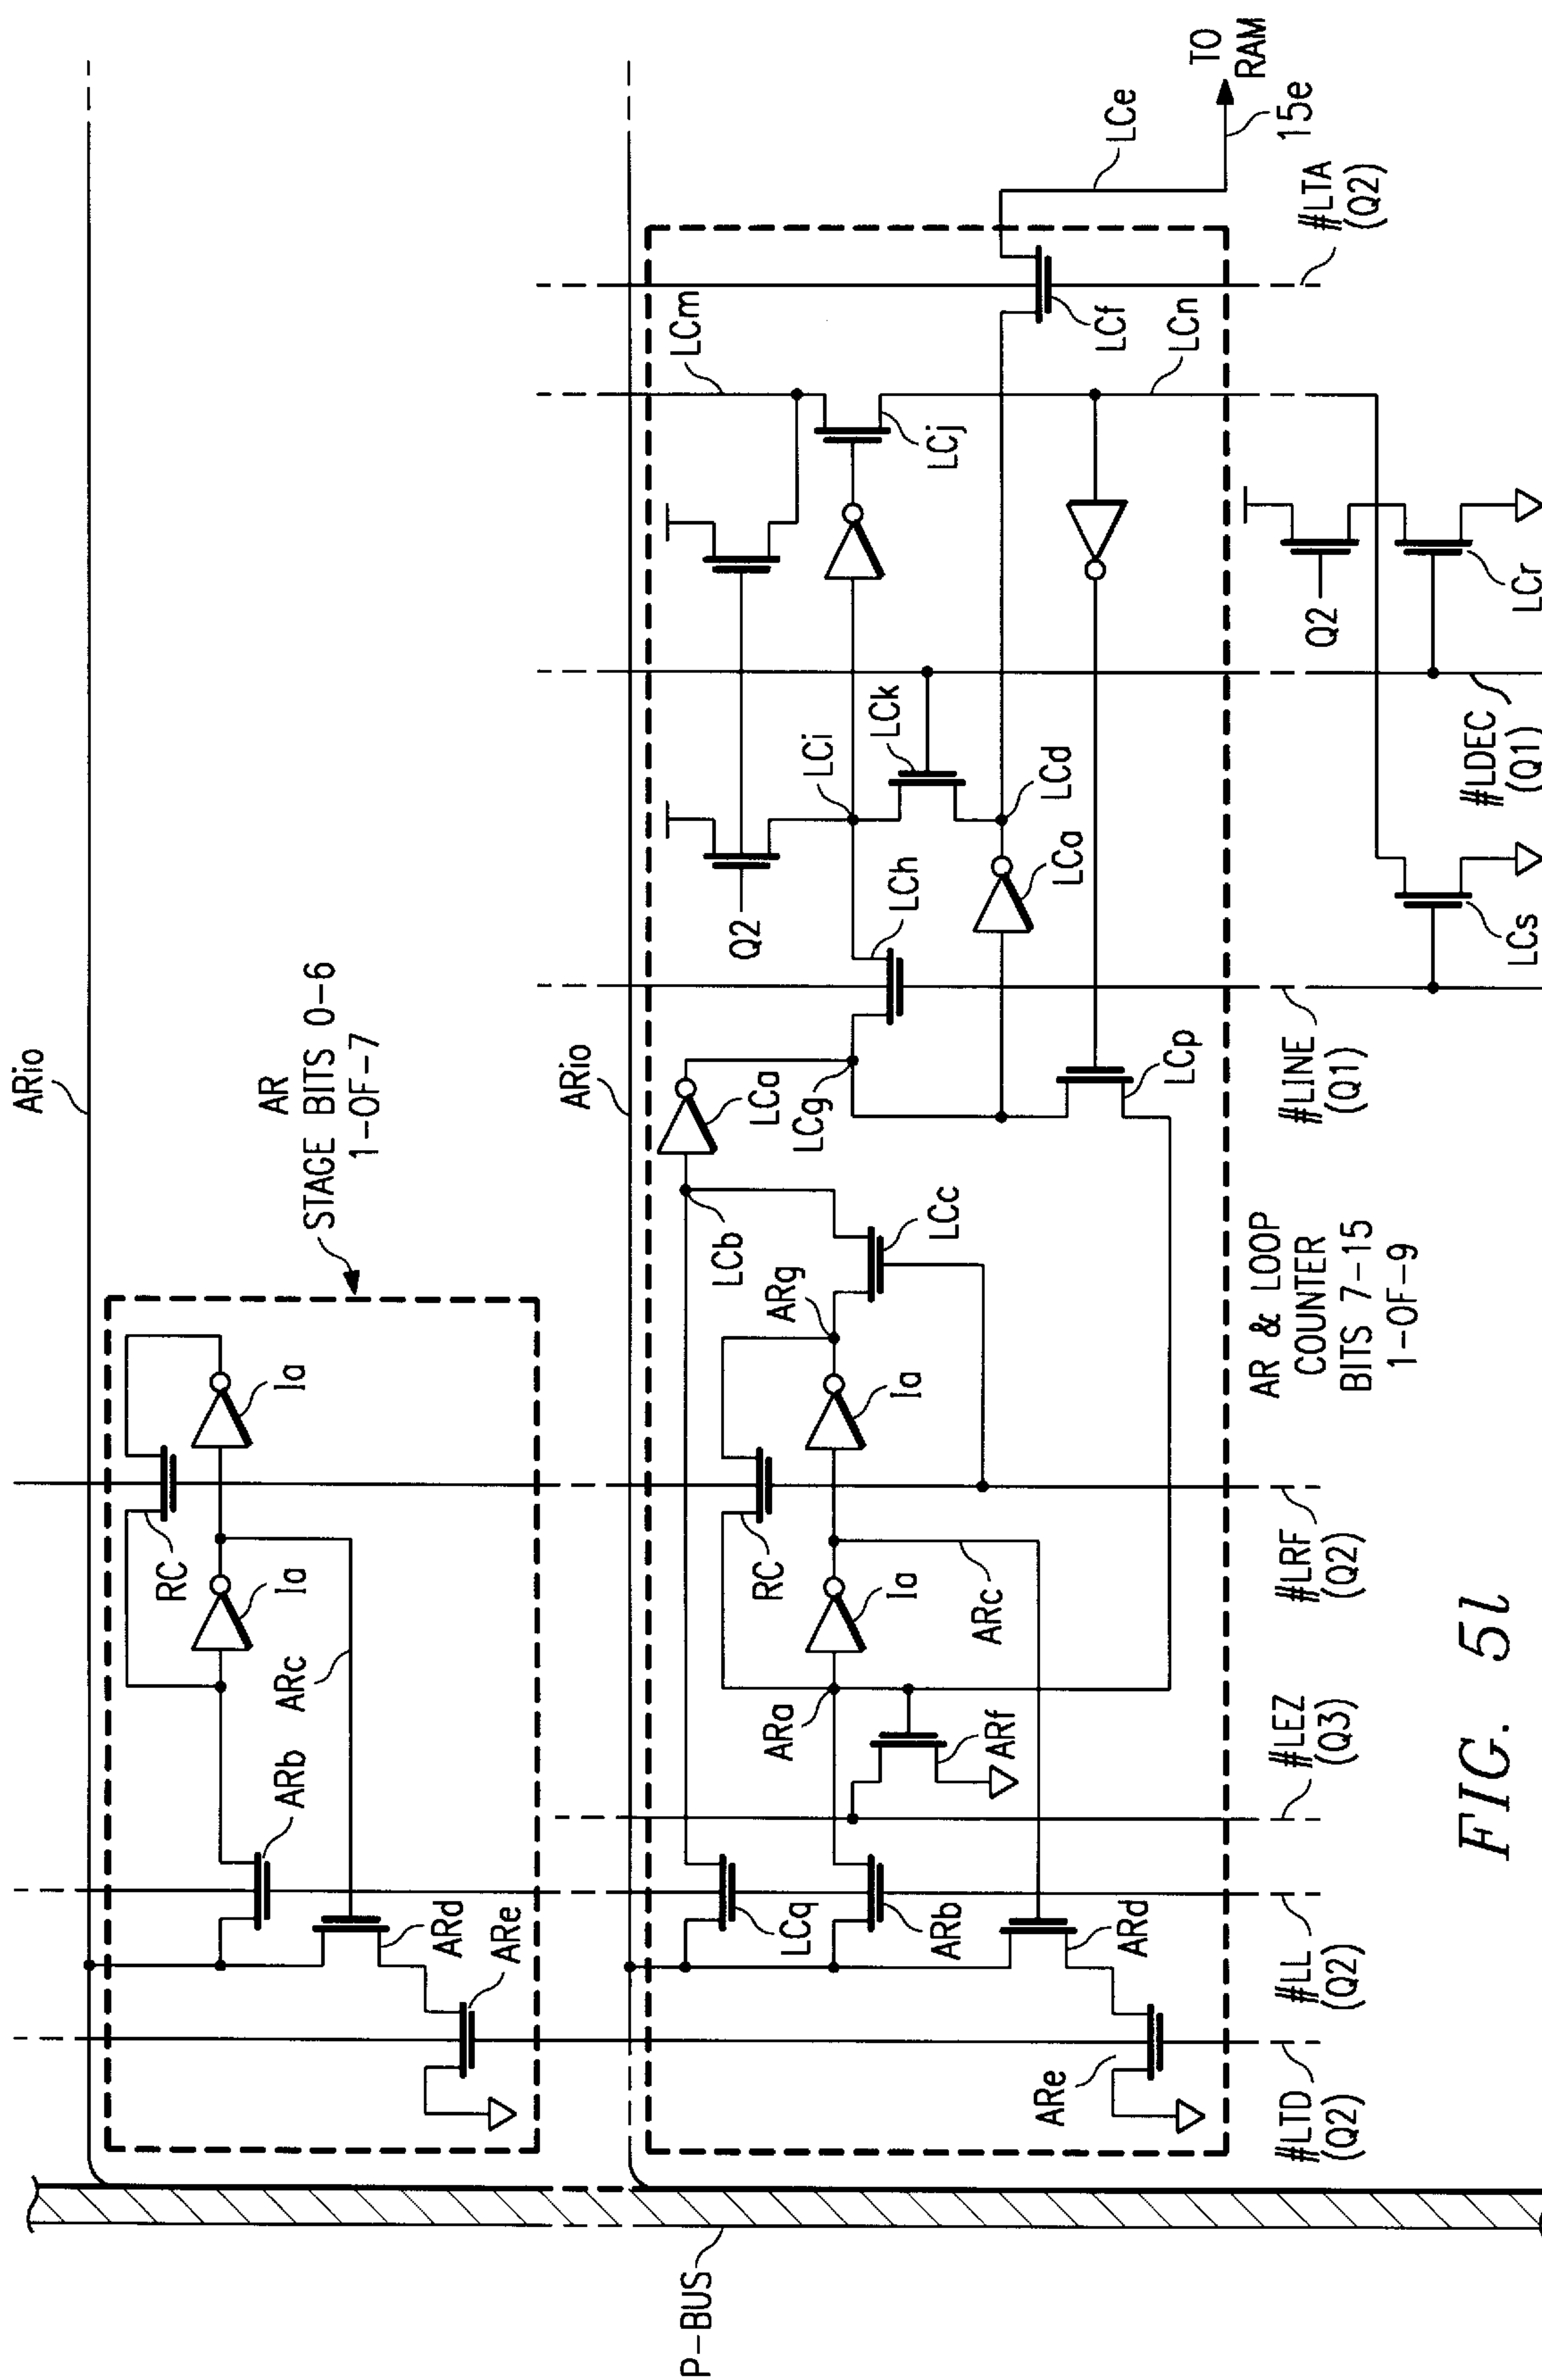 ARio
AR
STAGE BITS 0-6
1-OF-7
RC
Ia
Ia
ARc
ARb
ARd
ARe
ARio
LCm
LCe
TO
RAM
15e
#LTA
(Q2)
LCf
LCn
LCj
LCi
LCk
LCd
LCa
LCh
Q2
Q2
LCr
#LDEC
(Q1)
LCs
#LINE
(Q1)
LCp
LCa
LCg
LCb
LCc
ARg
Ia
RC
Ia
ARc
ARa
ARf
LCq
ARb
ARd
ARe
AR & LOOP
COUNTER
BITS 7-15
1-OF-9
#LRF
(Q2)
#LEZ
(Q3)
#LL
(Q2)
#LTD
(Q2)
P-BUS
FIG. 5l